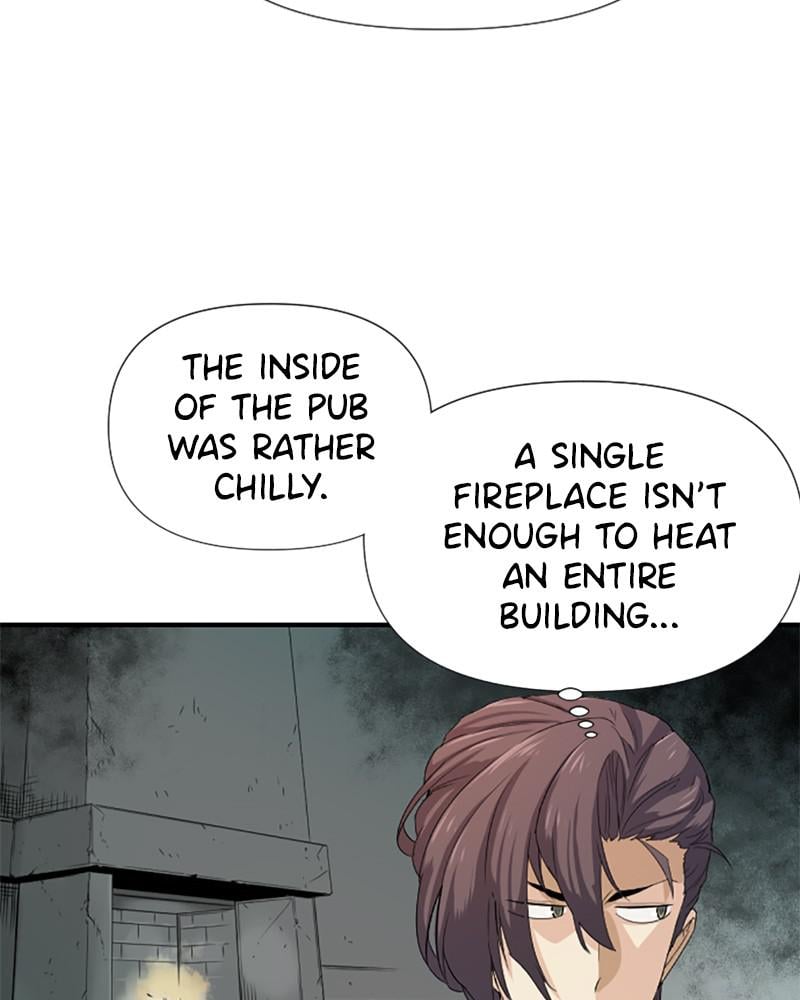 THE INSIDE
OF THE PUB
WAS RATHER
CHILLY.
A SINGLE
FIREPLACE ISN'T
ENOUGH TO HEAT
AN ENTIRE
BUILDING...